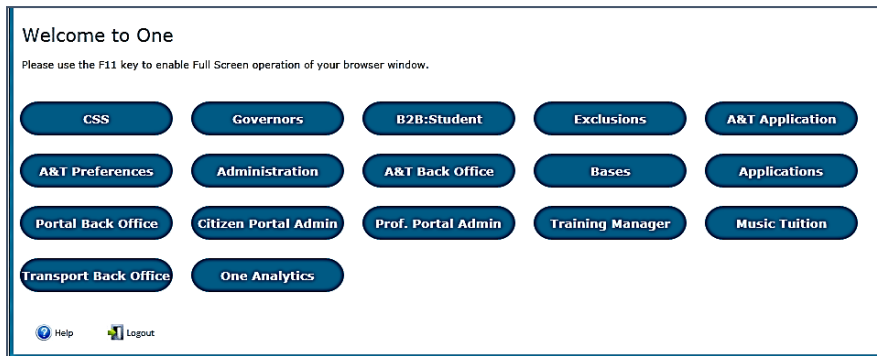 Welcome to One
Please use the F11 key to enable Full Screen operation of your browser window.
CSS Governors B2B:Student Exclusions A&T Application
A&T Preferences Administration A&T Back Office Bases Applications
Portal Back Office Citizen Portal Admin Prof. Portal Admin Training Manager Music Tuition
Transport Back Office One Analytics
Help Logout